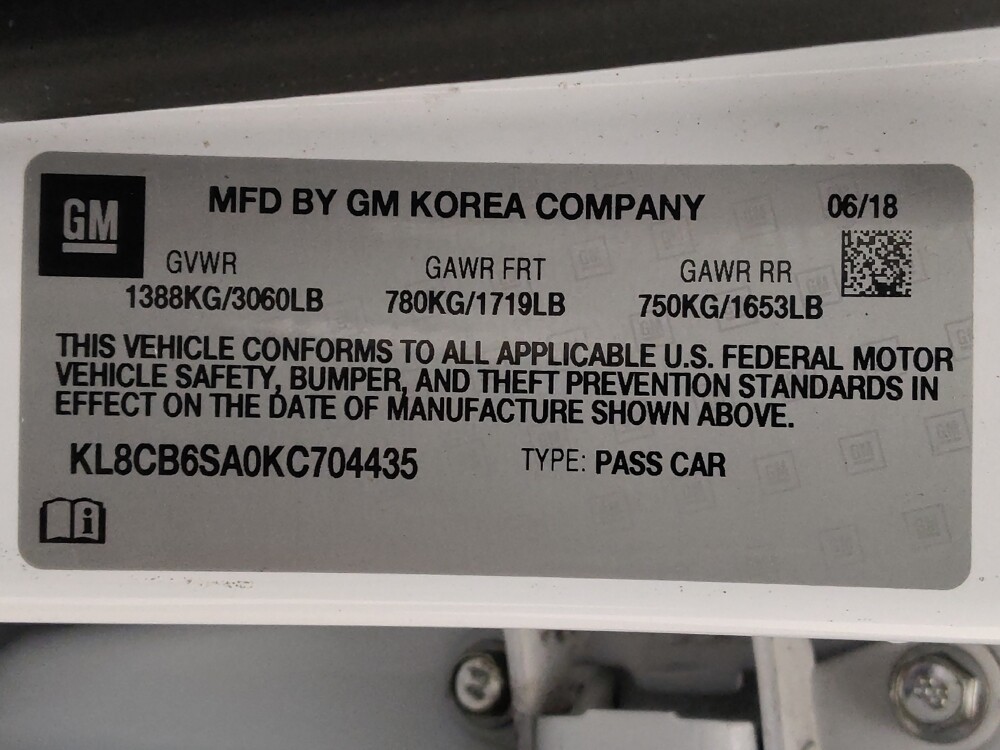 GM
MFD BY GM KOREA COMPANY 06/18
GVWR GAWR FRT GAWR RR
1388KG/3060LB 780KG/1719LB 750KG/1653LB
THIS VEHICLE CONFORMS TO ALL APPLICABLE U.S. FEDERAL MOTOR
VEHICLE SAFETY, BUMPER, AND THEFT PREVENTION STANDARDS IN
EFFECT ON THE DATE OF MANUFACTURE SHOWN ABOVE.
KL8CB6SA0KC704435 TYPE: PASS CAR